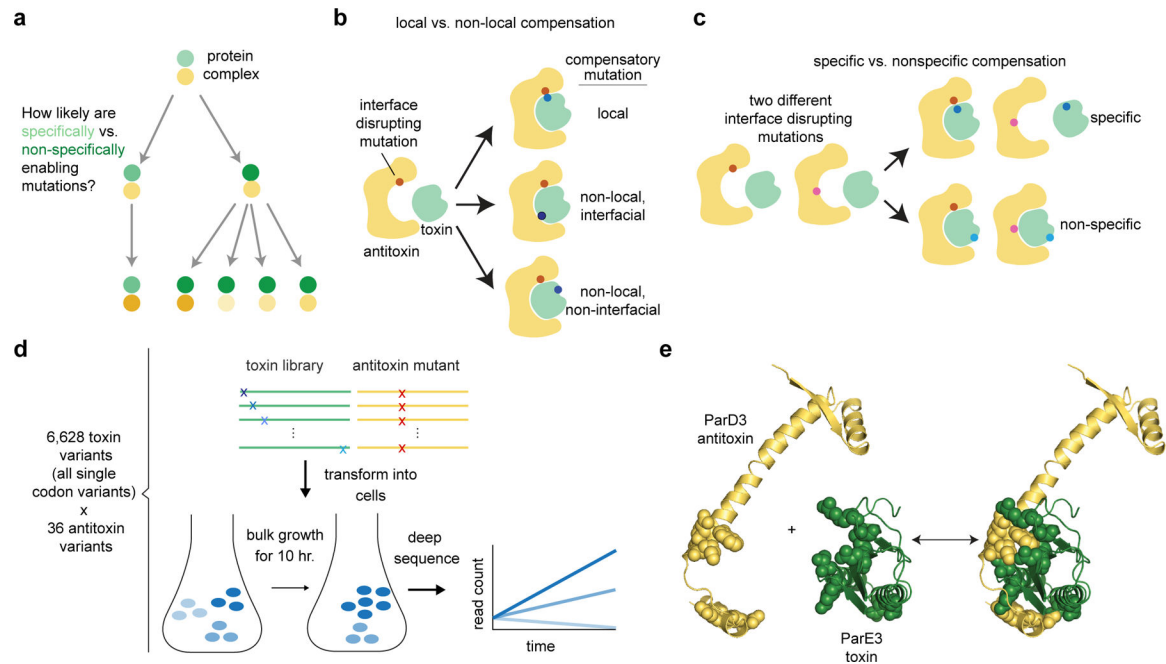 a
protein
complex
How likely are
specifically vs.
non-specifically
enabling
mutations?
b
local vs. non-local compensation
compensatory
mutation
interface
disrupting
mutation
local
non-local,
interfacial
toxin
antitoxin
non-local,
non-interfacial
c
specific vs. nonspecific compensation
two different
interface disrupting
mutations
specific
non-specific
d
toxin library
antitoxin mutant
x
x
x
x
x
x
x
x
...
...
6,628 toxin
variants
(all single
codon variants)
x
36 antitoxin
variants
transform into
cells
bulk growth
for 10 hr.
deep
sequence
read count
time
e
ParD3
antitoxin
+
ParE3
toxin